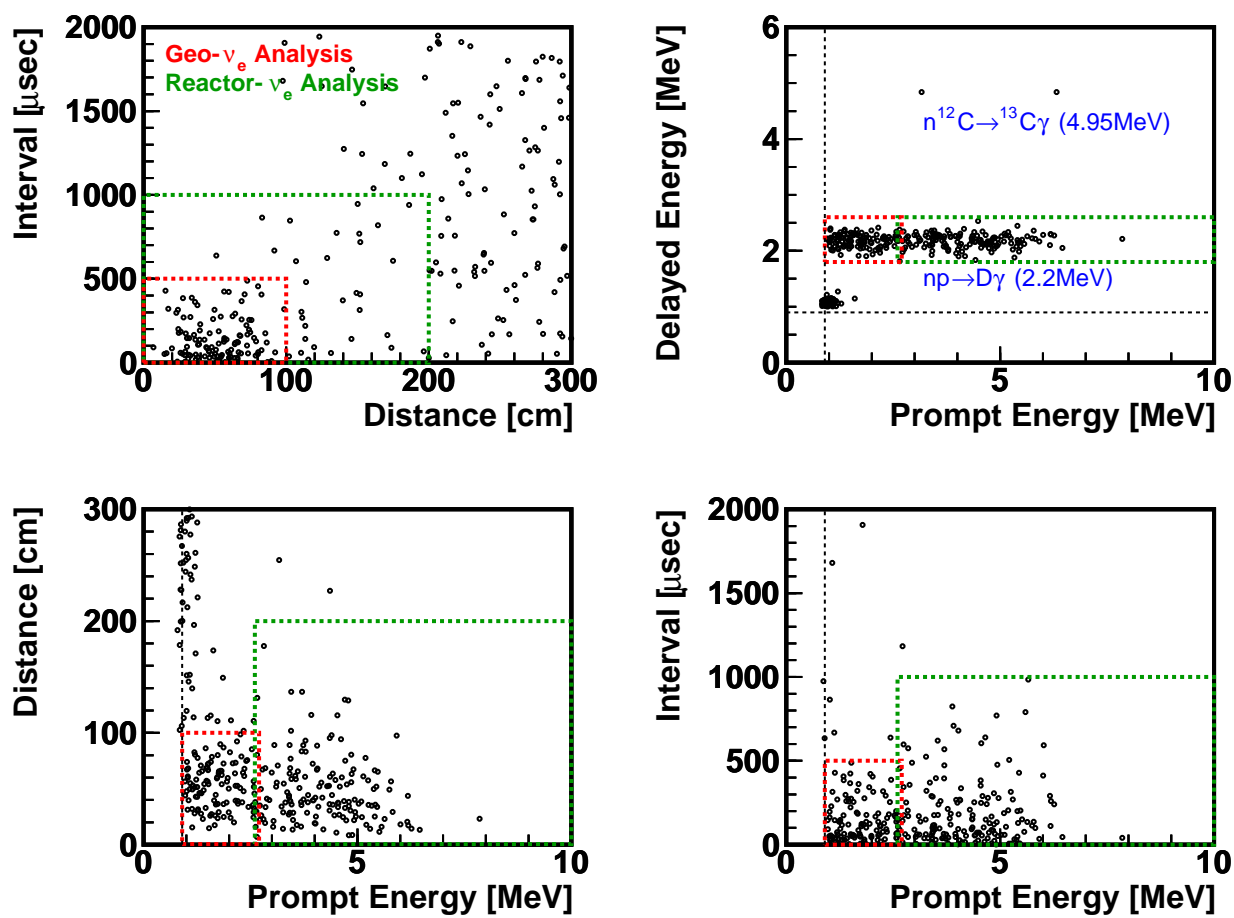 2000
1500
1000
500
0
Interval [μsec]
Geo- νe Analysis
Reactor- νe Analysis
0 100 200 300
Distance [cm]
6
4
2
0
Delayed Energy [MeV]
n¹²C→¹³Cγ (4.95MeV)
np→Dγ (2.2MeV)
0 5 10
Prompt Energy [MeV]
300
200
100
0
Distance [cm]
0 5 10
Prompt Energy [MeV]
2000
1500
1000
500
0
Interval [μsec]
0 5 10
Prompt Energy [MeV]